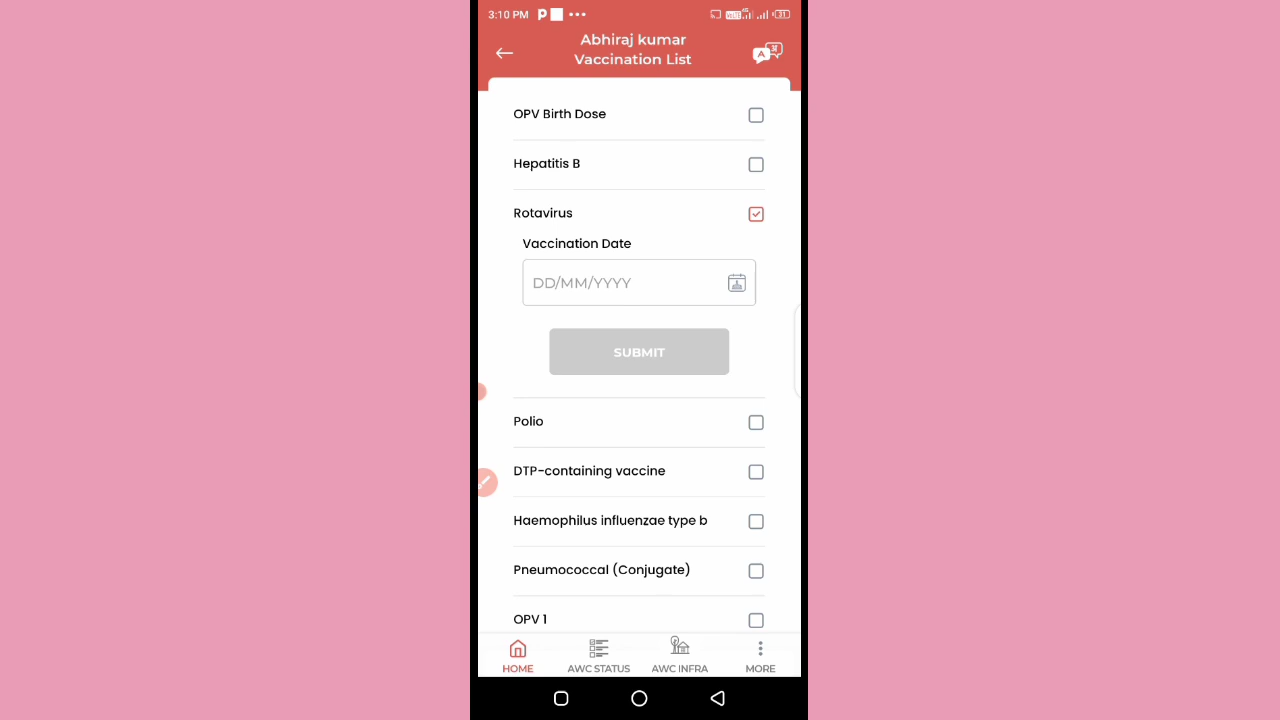 3:10 PM
Abhiraj kumar
Vaccination List
OPV Birth Dose
Hepatitis B
Rotavirus
Vaccination Date
DD/MM/YYYY
SUBMIT
Polio
DTP-containing vaccine
Haemophilus influenzae type b
Pneumococcal (Conjugate)
OPV 1
HOME AWC STATUS AWC INFRA MORE